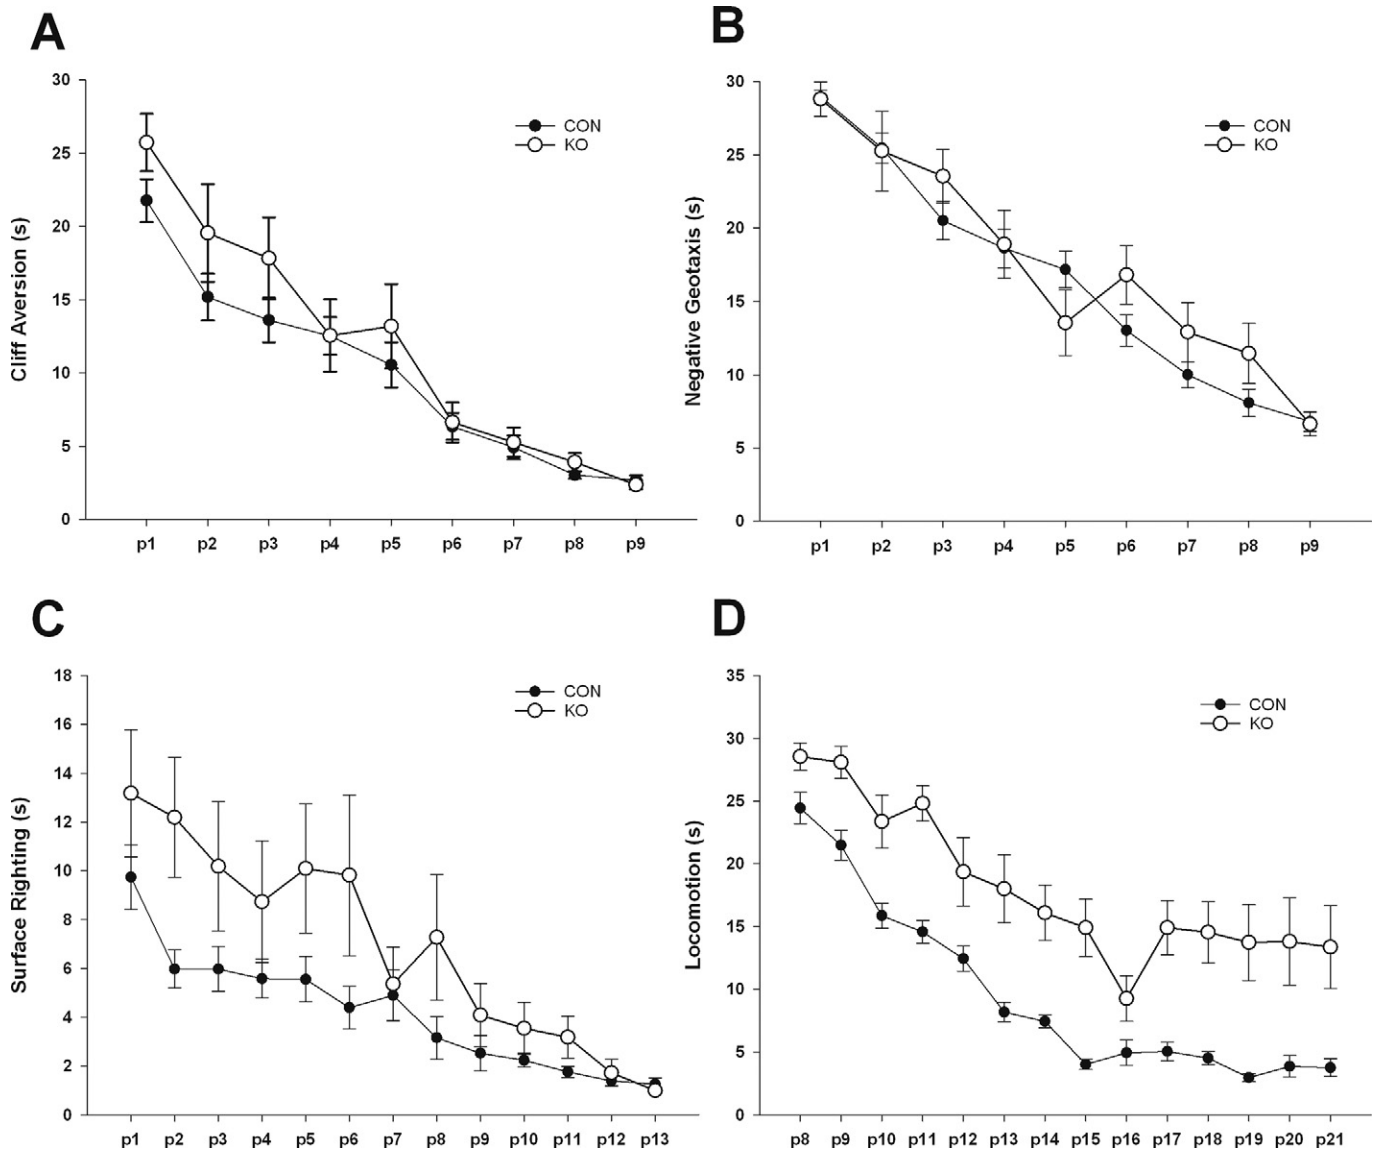 A
30
25
20
15
10
5
0
Cliff Aversion (s)
CON
KO
p1 p2 p3 p4 p5 p6 p7 p8 p9
B
30
25
20
15
10
5
0
Negative Geotaxis (s)
CON
KO
p1 p2 p3 p4 p5 p6 p7 p8 p9
C
18
16
14
12
10
8
6
4
2
0
Surface Righting (s)
CON
KO
p1 p2 p3 p4 p5 p6 p7 p8 p9 p10 p11 p12 p13
D
35
30
25
20
15
10
5
0
Locomotion (s)
CON
KO
p8 p9 p10 p11 p12 p13 p14 p15 p16 p17 p18 p19 p20 p21